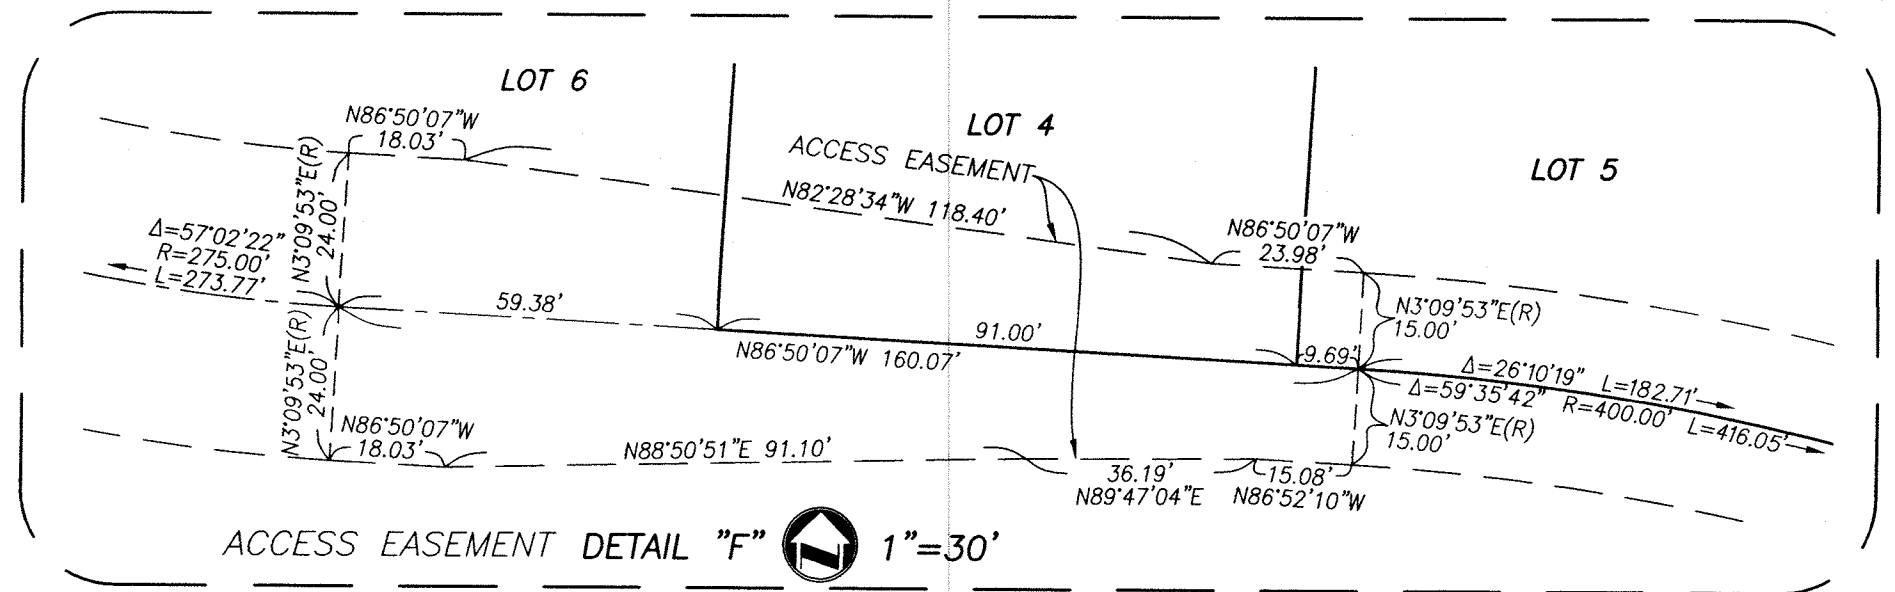 LOT 6
N86°50'07"W
18.03'
LOT 4
ACCESS EASEMENT
LOT 5
N3°09'53"E(R)
24.00'
N82°28'34"W 118.40'
N86°50'07"W
23.98'
Δ=57°02'22"
R=275.00'
L=273.77'
59.38'
N3°09'53"E(R)
15.00'
91.00'
N86°50'07"W 160.07'
9.69'
Δ=26°10'19" L=182.71'
Δ=59°35'42" R=400.00' L=416.05'
N3°09'53"E(R)
24.00'
N3°09'53"E(R)
15.00'
N86°50'07"W
18.03'
N88°50'51"E 91.10'
36.19'
N89°47'04"E
15.08'
N86°52'10"W
ACCESS EASEMENT DETAIL "F" N 1"=30'